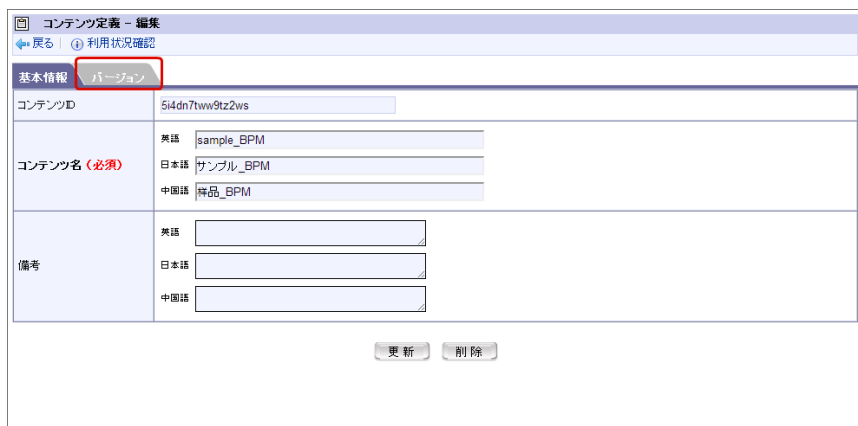 コンテンツ定義 - 編集
戻る 利用状況確認
基本情報 バージョン
コンテンツID 5i4dn7tww9tz2ws
英語 sample_BPM
コンテンツ名（必須） 日本語 サンプル_BPM
中国語 样品_BPM
英語
備考 日本語
中国語
更新 削除